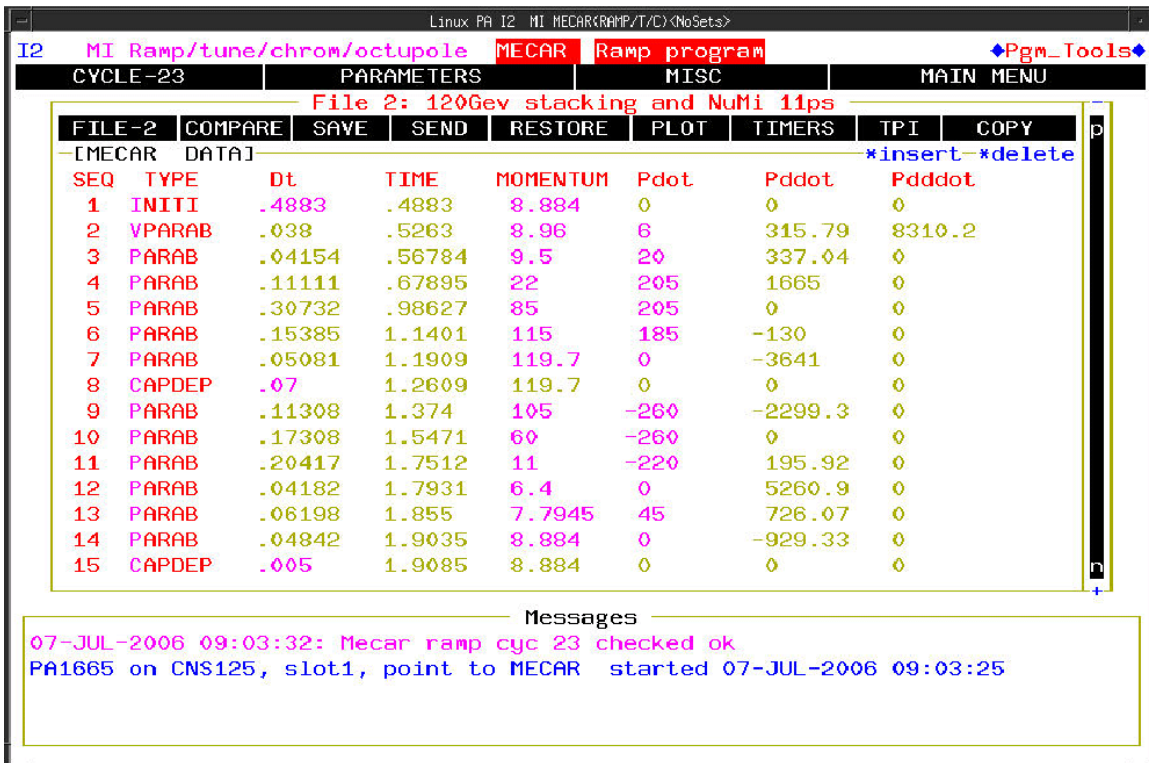 Linux PA I2 MI MECAR(RAMP/T/C)<NoSets>
I2 MI Ramp/tune/chrom/octupole MECAR Ramp program ◆Pgm_Tools◆
CYCLE-23 PARAMETERS MISC MAIN MENU
File 2: 120Gev stacking and NuMi 11ps
FILE-2 COMPARE SAVE SEND RESTORE PLOT TIMERS TPI COPY p
[MECAR DATA] *insert *delete
SEQ TYPE Dt TIME MOMENTUM Pdot Pddot Pdddot
1 INITI .4883 .4883 8.884 0 0 0
2 VPARAB .038 .5263 8.96 6 315.79 8310.2
3 PARAB .04154 .56784 9.5 20 337.04 0
4 PARAB .11111 .67895 22 205 1665 0
5 PARAB .30732 .98627 85 205 0 0
6 PARAB .15385 1.1401 115 185 -130 0
7 PARAB .05081 1.1909 119.7 0 -3641 0
8 CAPDEP .07 1.2609 119.7 0 0 0
9 PARAB .11308 1.374 105 -260 -2299.3 0
10 PARAB .17308 1.5471 60 -260 0 0
11 PARAB .20417 1.7512 11 -220 195.92 0
12 PARAB .04182 1.7931 6.4 0 5260.9 0
13 PARAB .06198 1.855 7.7945 45 726.07 0
14 PARAB .04842 1.9035 8.884 0 -929.33 0
15 CAPDEP .005 1.9085 8.884 0 0 0 n
+
Messages
07-JUL-2006 09:03:32: Mecar ramp cyc 23 checked ok
PA1665 on CNS125, slot1, point to MECAR started 07-JUL-2006 09:03:25